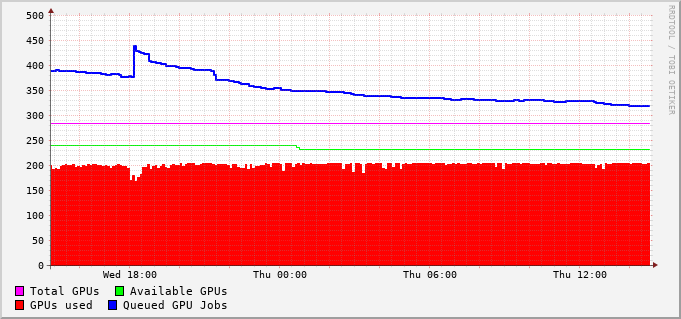 500
450
400
350
300
250
200
150
100
50
0
Wed 18:00 Thu 00:00 Thu 06:00 Thu 12:00
Total GPUs Available GPUs
GPUs used Queued GPU Jobs
RRDTOOL / TOBI OETIKER